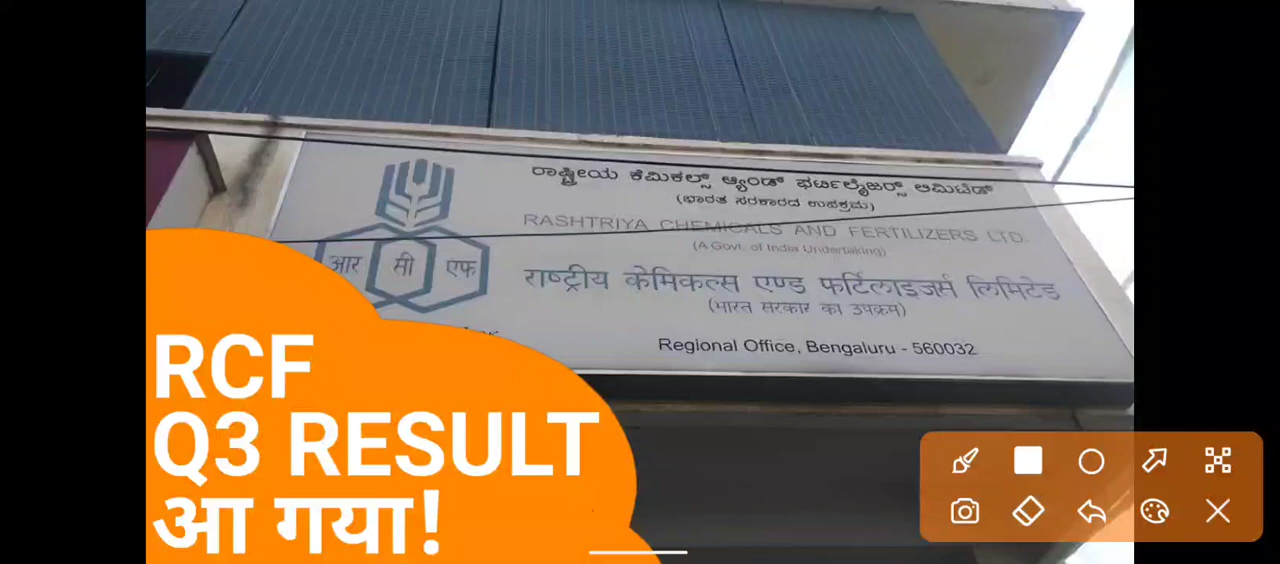 ರಾಷ್ಟ್ರೀಯ ಕೆಮಿಕಲ್ಸ್ ಆ್ಯಂಡ್ ಫರ್ಟಿಲೈಜರ್ಸ್ ಲಿಮಿಟೆಡ್
(ಭಾರತ ಸರಕಾರದ ಉಪಕ್ರಮ)
RASHTRIYA CHEMICALS AND FERTILIZERS LTD.
(A Govt. of India Undertaking)
आर सी एफ
राष्ट्रीय केमिकल्स एण्ड फर्टिलाइजर्स लिमिटेड
(भारत सरकार का उपक्रम)
Regional Office, Bengaluru - 560032
RCF
Q3 RESULT
आ गया!